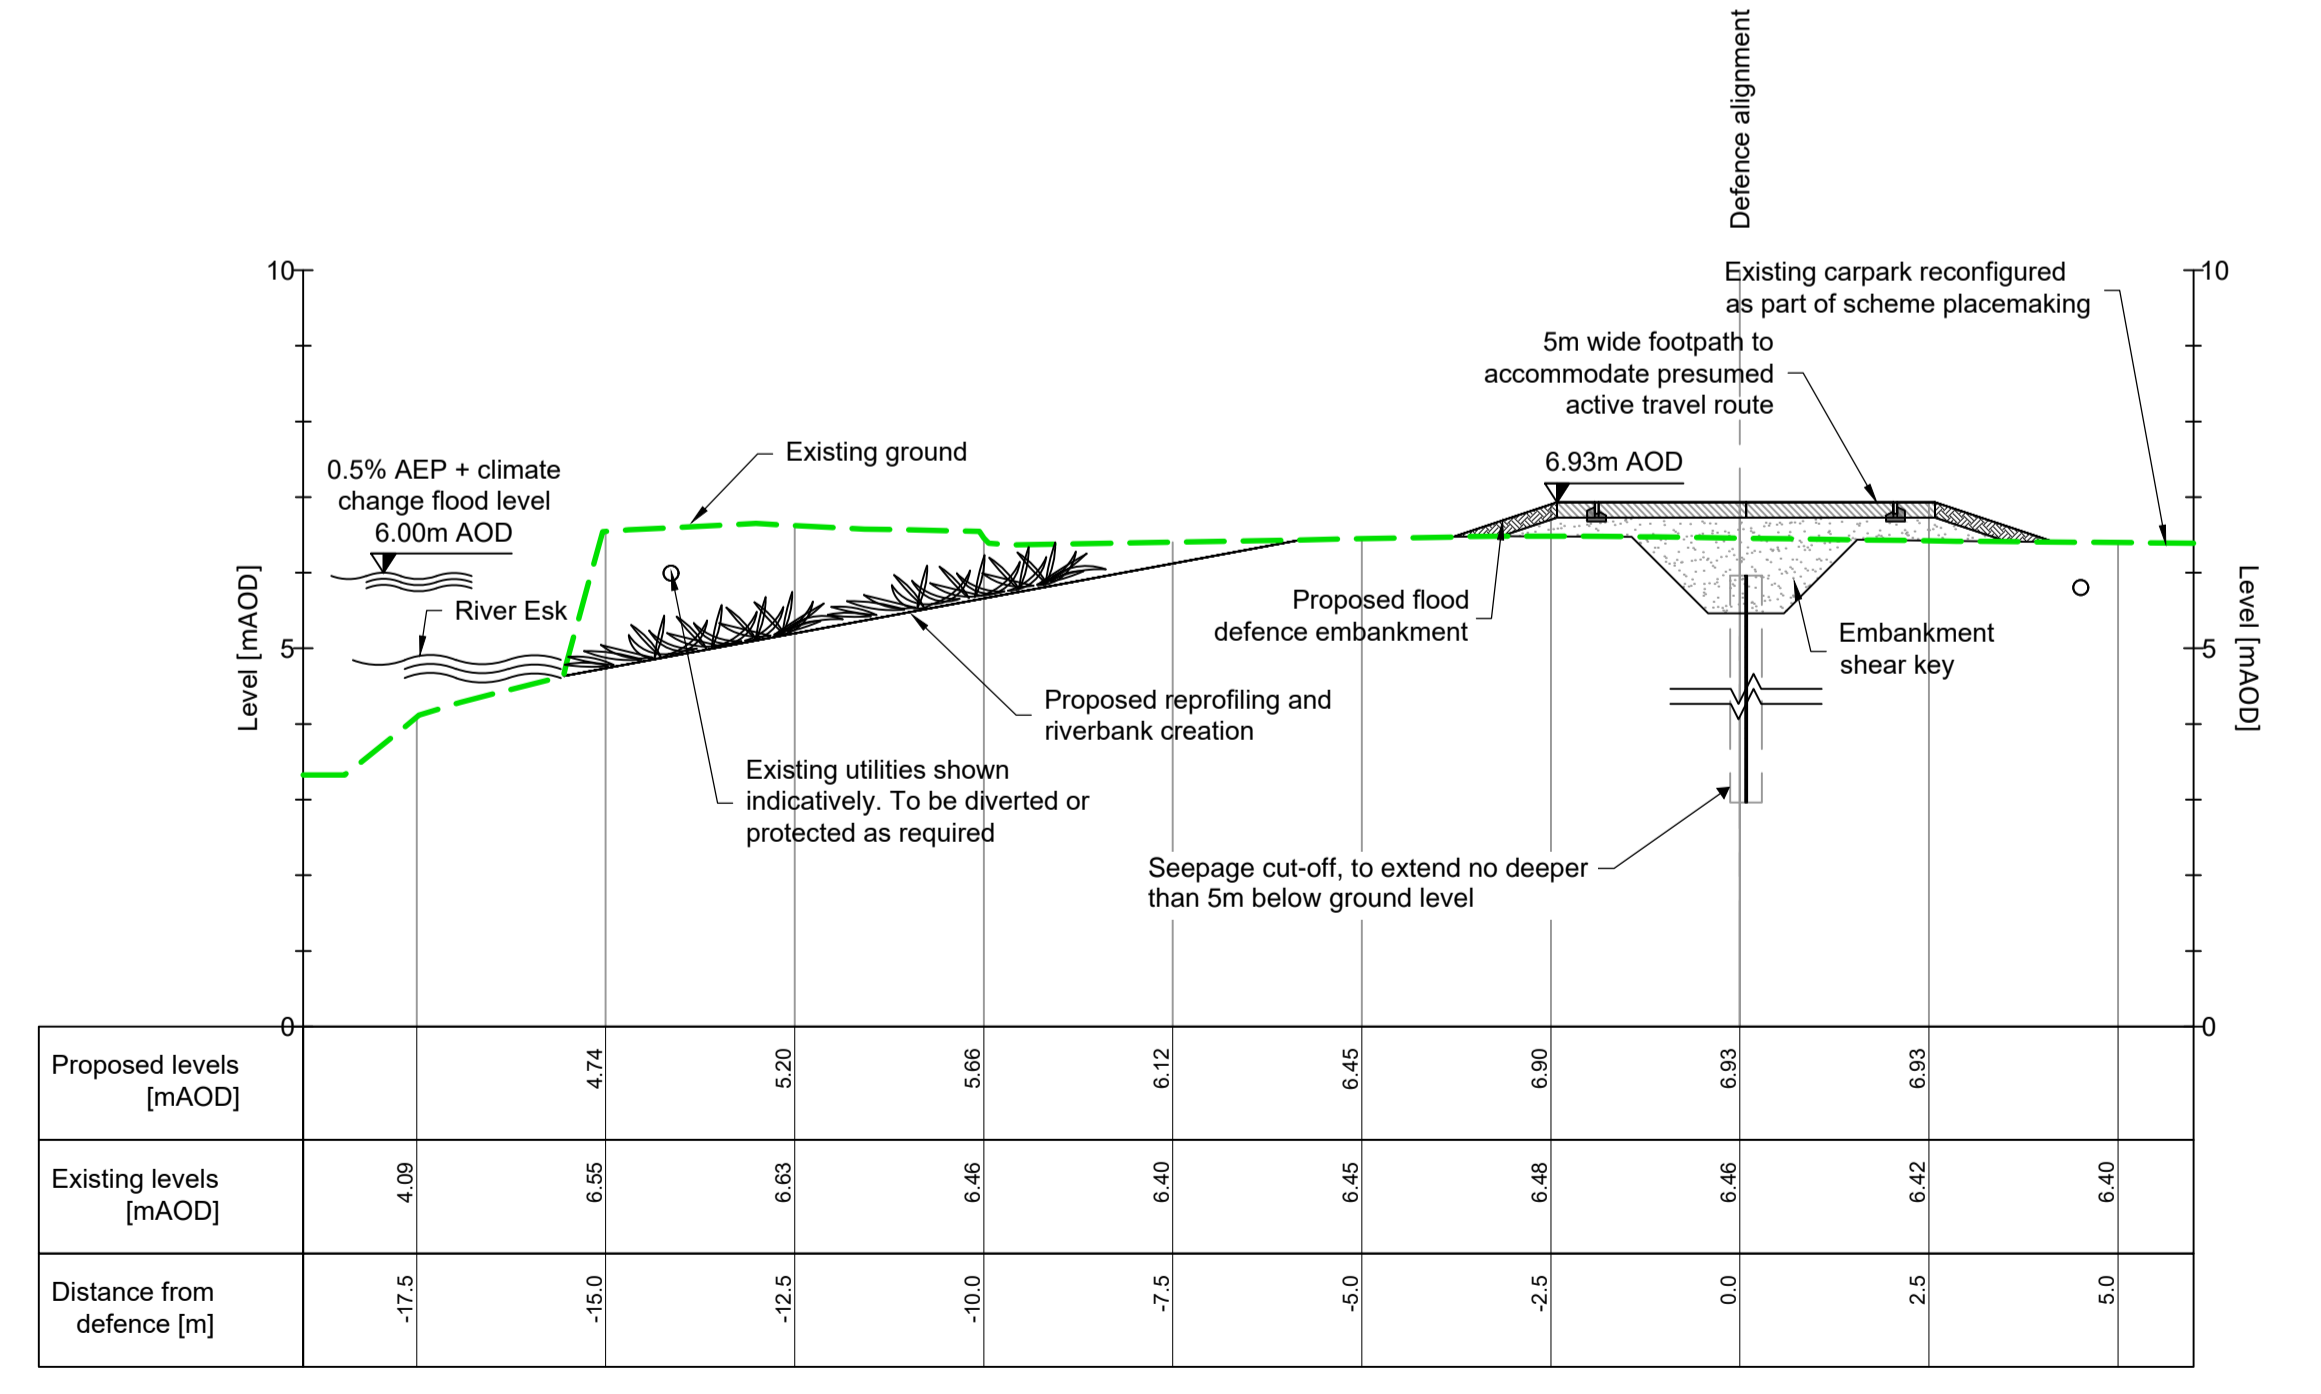 Defence alignment
10
10
Existing carpark reconfigured
as part of scheme placemaking
5m wide footpath to
accommodate presumed
active travel route
6.93m AOD
Existing ground
0.5% AEP + climate
change flood level
6.00m AOD
River Esk
Level [mAOD]
5
5
Level [mAOD]
Proposed flood
defence embankment
Embankment
shear key
Proposed reprofiling and
riverbank creation
Existing utilities shown
indicatively. To be diverted or
protected as required
Seepage cut-off, to extend no deeper
than 5m below ground level
0
0
Proposed levels
[mAOD]
4.74
5.20
5.66
6.12
6.45
6.90
6.93
6.93
Existing levels
[mAOD]
4.09
6.55
6.63
6.46
6.40
6.45
6.48
6.46
6.42
6.40
Distance from
defence [m]
-17.5
-15.0
-12.5
-10.0
-7.5
-5.0
-2.5
0.0
2.5
5.0